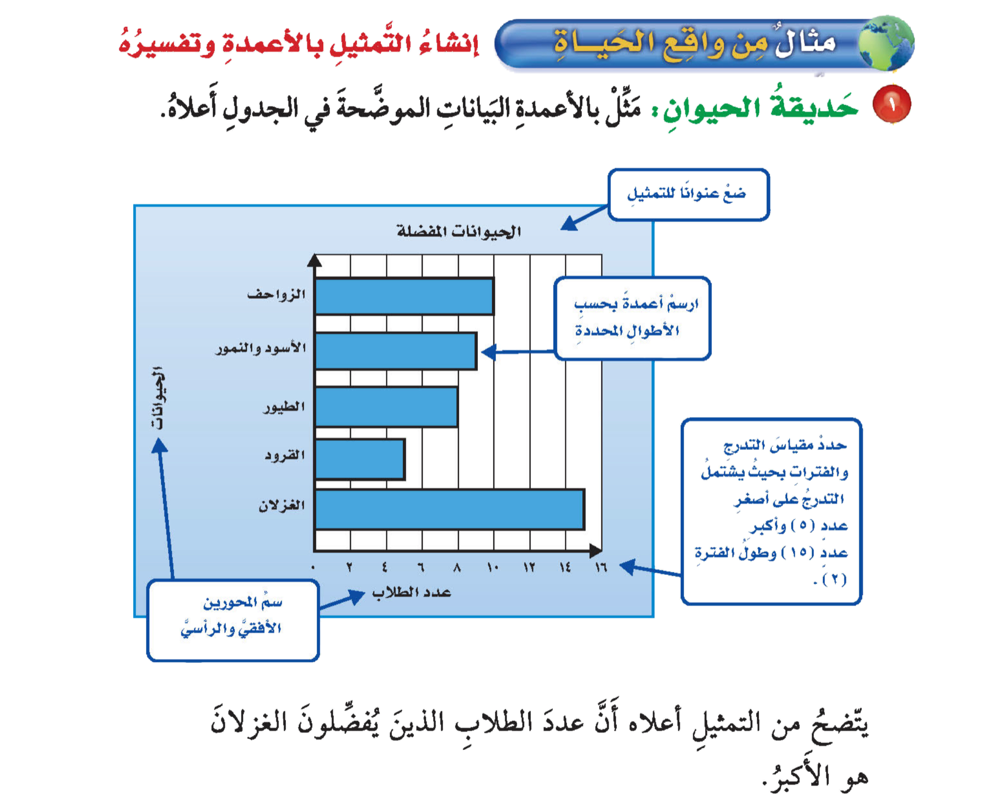 مثالٌ مِن واقِع الحَيـاةِ إنشاءُ التَّمثيلِ بالأعمدةِ وتفسيرُهُ
١ حَديقةُ الحيوانِ: مَثِّلْ بالأعمدةِ البَياناتِ الموضَّحةَ في الجدولِ أَعلاهُ.
ضعْ عنوانًا للتمثيلِ
الحيوانات المفضلة
الزواحف
ارسمْ أعمدةً بحسبِ
الأطوالِ المحددةِ
الأسود والنمور
الطيور
القرود
الغزلان
الحيوانات
حددْ مقياسَ التدرجِ
والفتراتِ بحيثُ يشتملُ
التدرجُ على أصغرِ
عددٍ (٥) وأكبرِ
عددٍ (١٥) وطولُ الفترةِ
(٢).
٠ ٢ ٤ ٦ ٨ ١٠ ١٢ ١٤ ١٦
عدد الطلاب
سمِّ المحورين
الأفقيَّ والرأسيَّ
يتّضحُ من التمثيلِ أعلاه أَنَّ عددَ الطلابِ الذينَ يُفضِّلونَ الغزلانَ
هو الأَكبرُ.